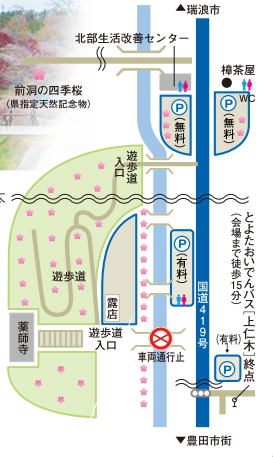 ▲瑞浪市
北部生活改善センター
樟茶屋
WC
前洞の四季桜
(県指定天然記念物)
P
(無料)
P
(無料)
遊歩道
入口
P
(有料)
国道419号
とよたおいでんバス[上仁木]終点
(会場まで徒歩15分)
遊歩道
露店
薬師寺
遊歩道
入口
車両通行止
(有料)
P
▼豊田市街